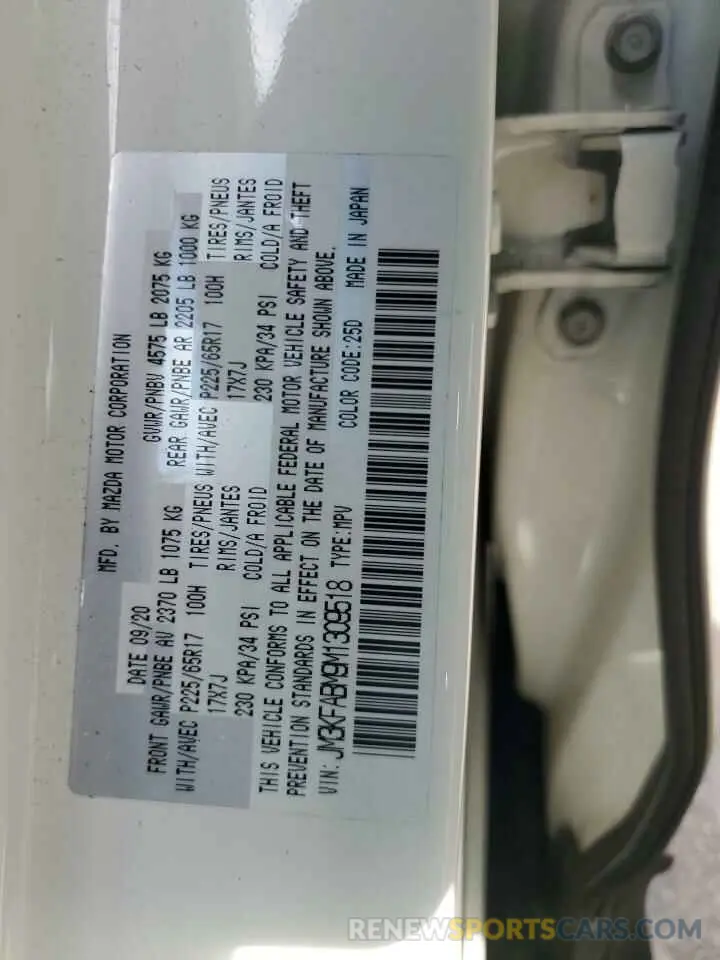 MFD. BY MAZDA MOTOR CORPORATION
DATE 09/20 GVWR/PNBV 4575 LB 2075 KG
FRONT GAWR/PNBE AV 2370 LB 1075 KG REAR GAWR/PNBE AR 2205 LB 1000 KG
WITH/AVEC P225/65R17 100H TIRES/PNEUS WITH/AVEC P225/65R17 100H TIRES/PNEUS
17X7J RIMS/JANTES 17X7J RIMS/JANTES
230 KPA/34 PSI COLD/A FROID 230 KPA/34 PSI COLD/A FROID
THIS VEHICLE CONFORMS TO ALL APPLICABLE FEDERAL MOTOR VEHICLE SAFETY AND THEFT
PREVENTION STANDARDS IN EFFECT ON THE DATE OF MANUFACTURE SHOWN ABOVE.
VIN: JM3KFABM9M1309518 TYPE:MPV COLOR CODE:25D MADE IN JAPAN
RENEWSPORTSCARS.COM